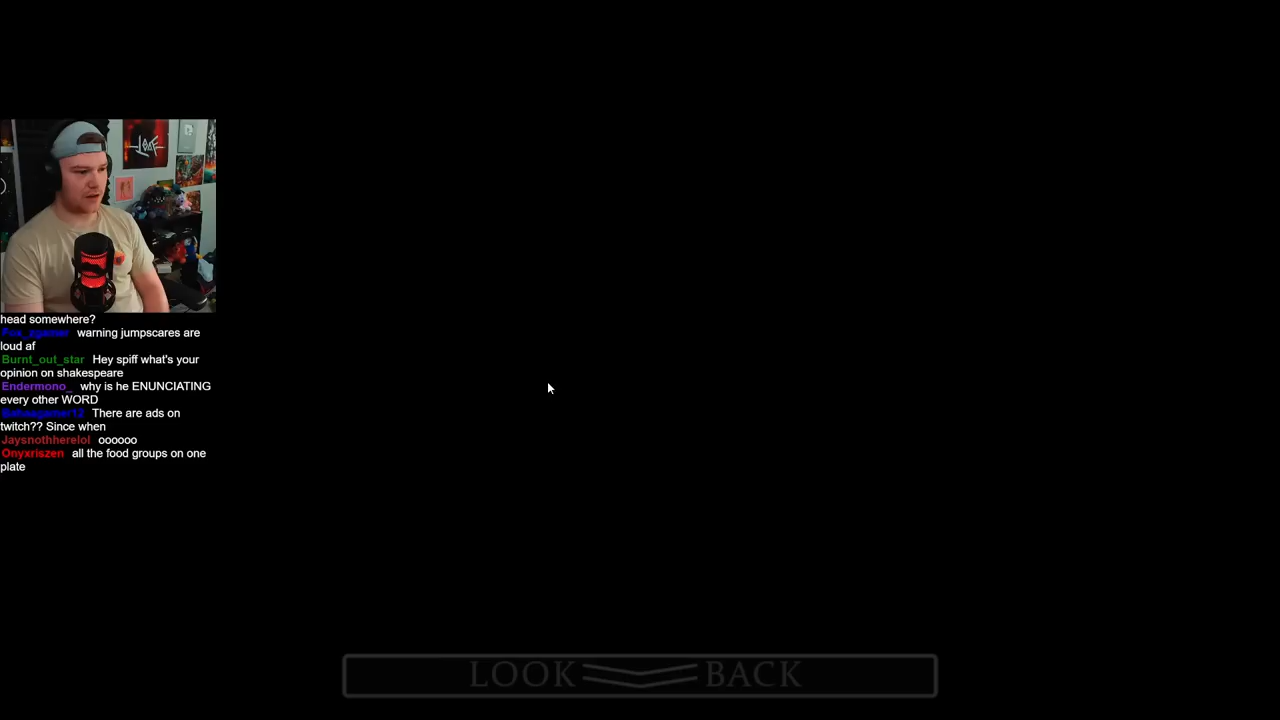 head somewhere?
Fox_zgamer warning jumpscares are
loud af
Burnt_out_star Hey spiff what's your
opinion on shakespeare
Endermono_ why is he ENUNCIATING
every other WORD
There are ads on
twitch?? Since when
Jaysnothherelol oooooo
Onyxriszen all the food groups on one
plate
LOOK BACK